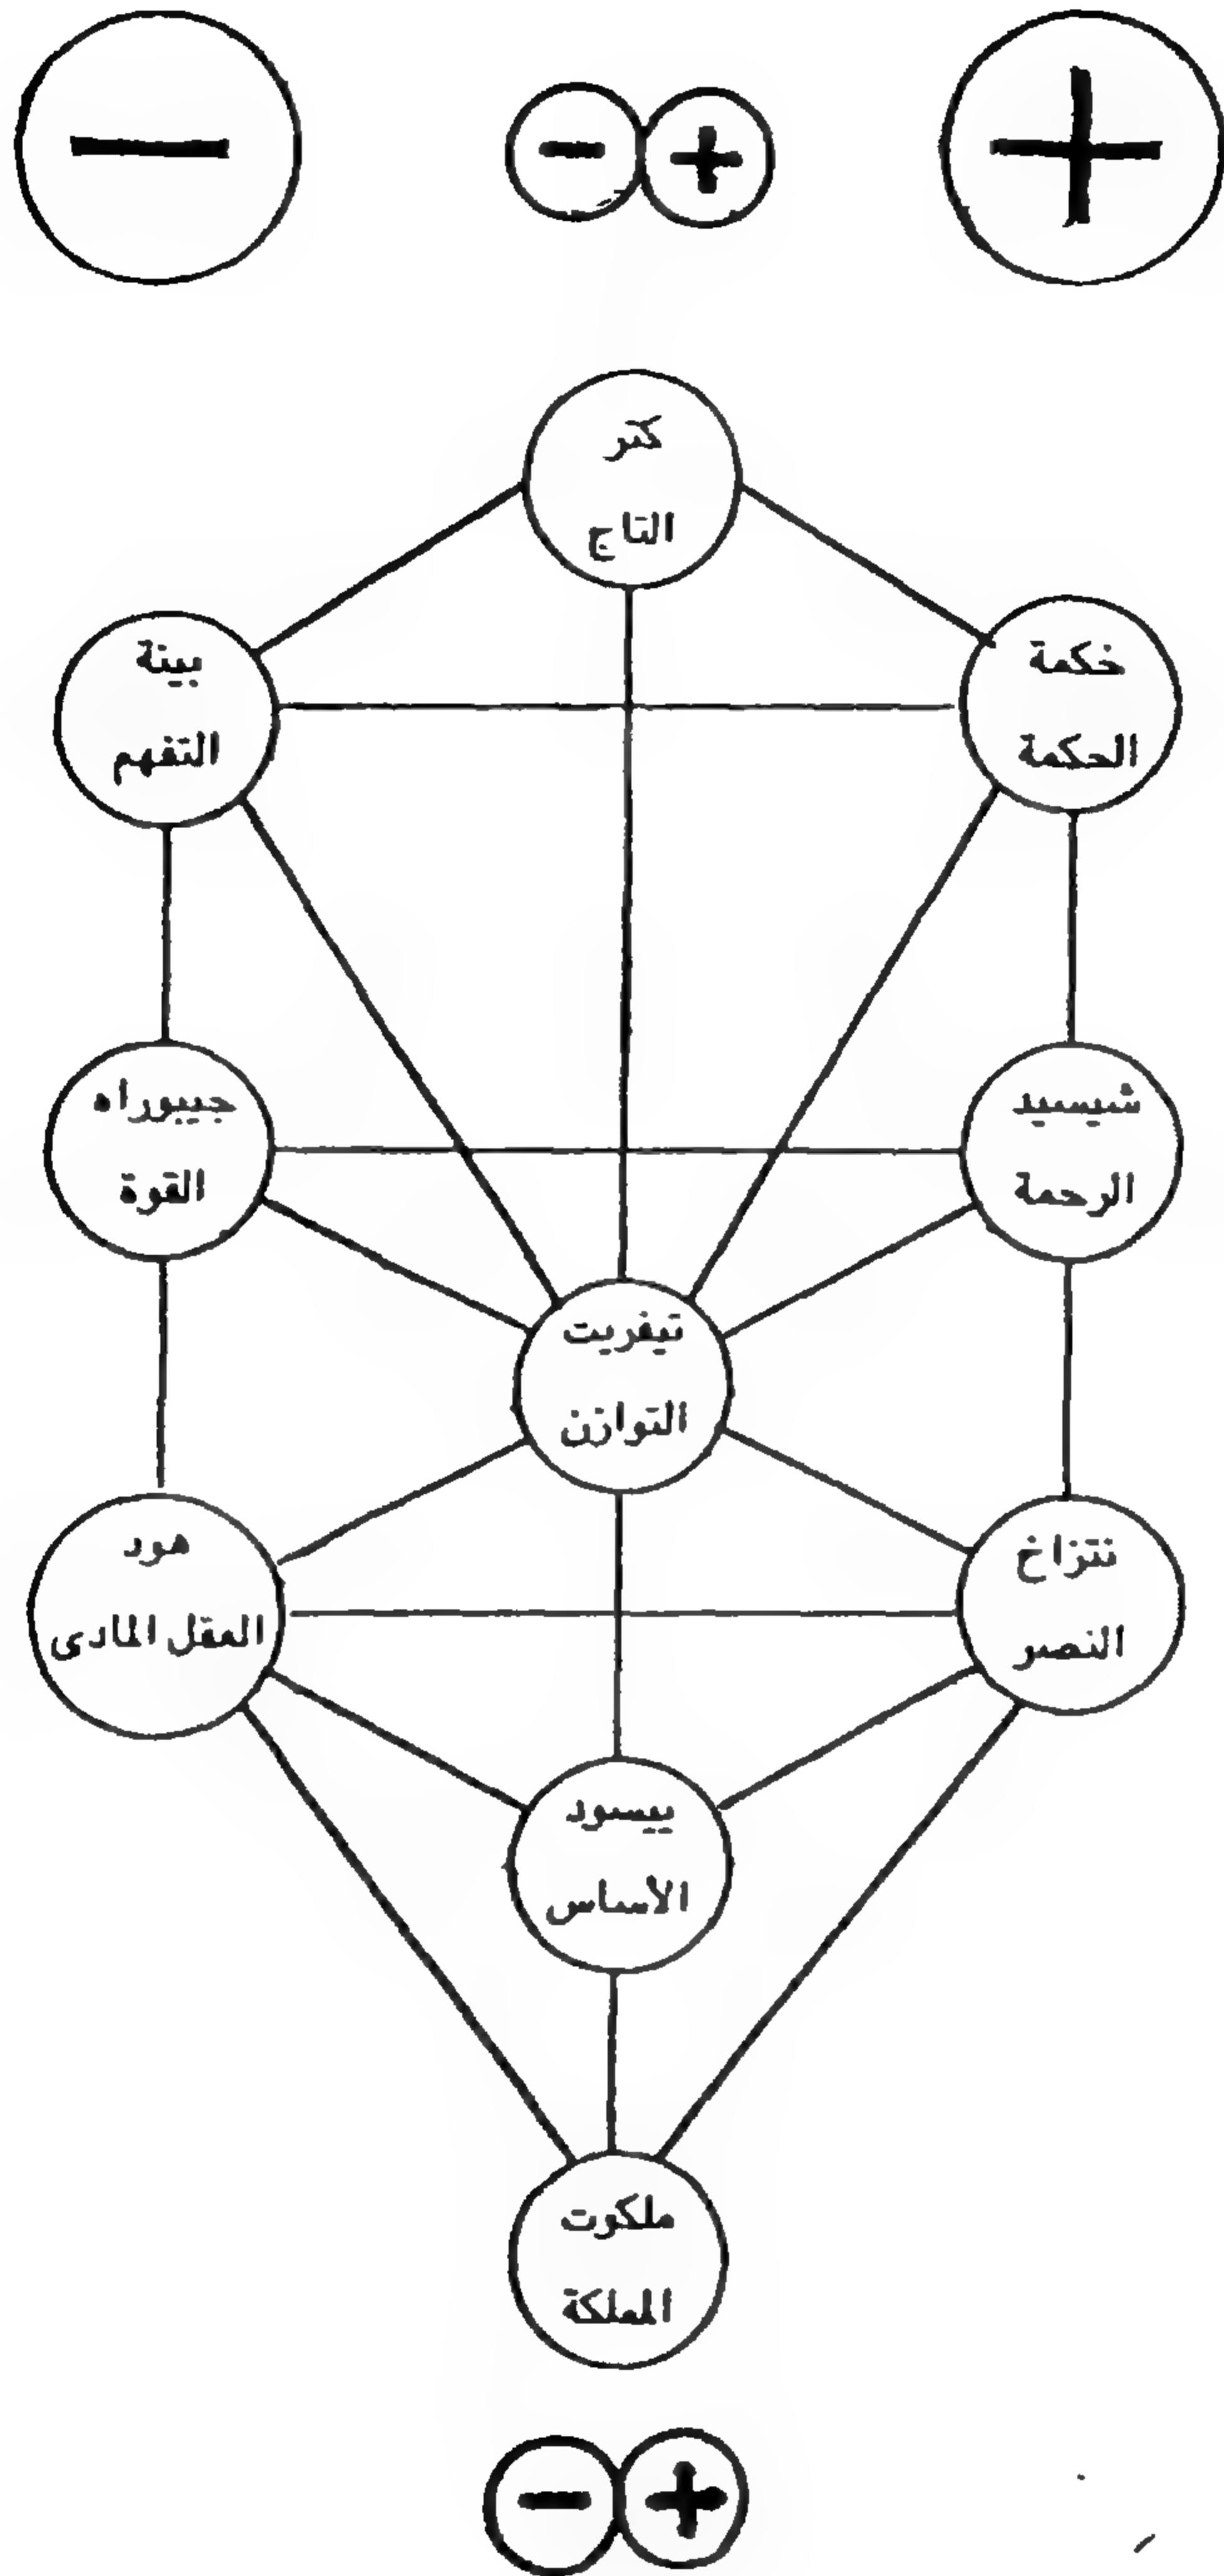 − − + +
كتر
التاج
خكمة
الحكمة
بينة
التفهم
شيسيد
الرحمة
جيبوراه
القوة
تيفريت
التوازن
نتزاخ
النصر
هود
العقل المادى
ييسود
الأساس
ملكوت
المملكة
− +